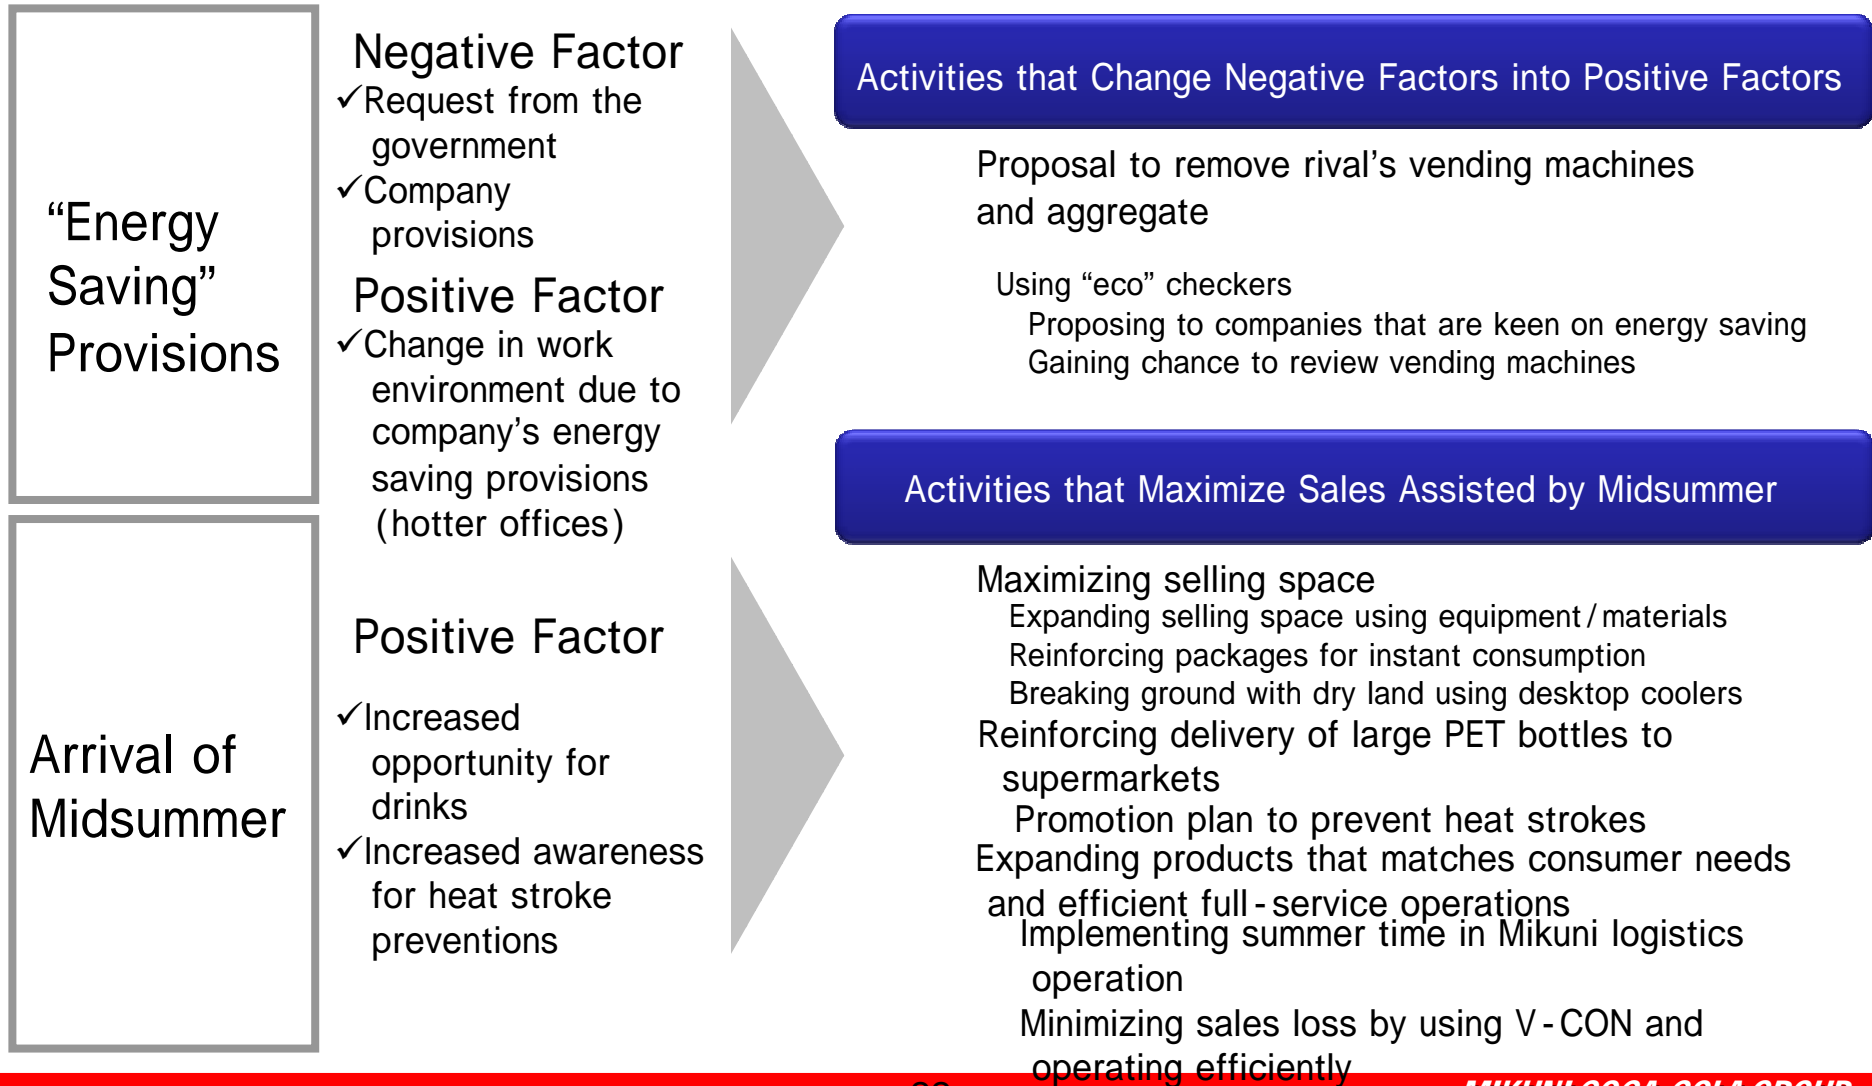 “Energy
Saving”
Provisions
Negative Factor
✓Request from the
government
✓Company
provisions
Positive Factor
✓Change in work
environment due to
company’s energy
saving provisions
(hotter offices)
Activities that Change Negative Factors into Positive Factors
Proposal to remove rival’s vending machines
and aggregate
Using “eco” checkers
Proposing to companies that are keen on energy saving
Gaining chance to review vending machines
Arrival of
Midsummer
Positive Factor
✓Increased
opportunity for
drinks
✓Increased awareness
for heat stroke
preventions
Activities that Maximize Sales Assisted by Midsummer
Maximizing selling space
Expanding selling space using equipment/materials
Reinforcing packages for instant consumption
Breaking ground with dry land using desktop coolers
Reinforcing delivery of large PET bottles to
supermarkets
Promotion plan to prevent heat strokes
Expanding products that matches consumer needs
and efficient full-service operations
Implementing summer time in Mikuni logistics
operation
Minimizing sales loss by using V-CON and
operating efficiently
MIKUNI COCA-COLA GROUP